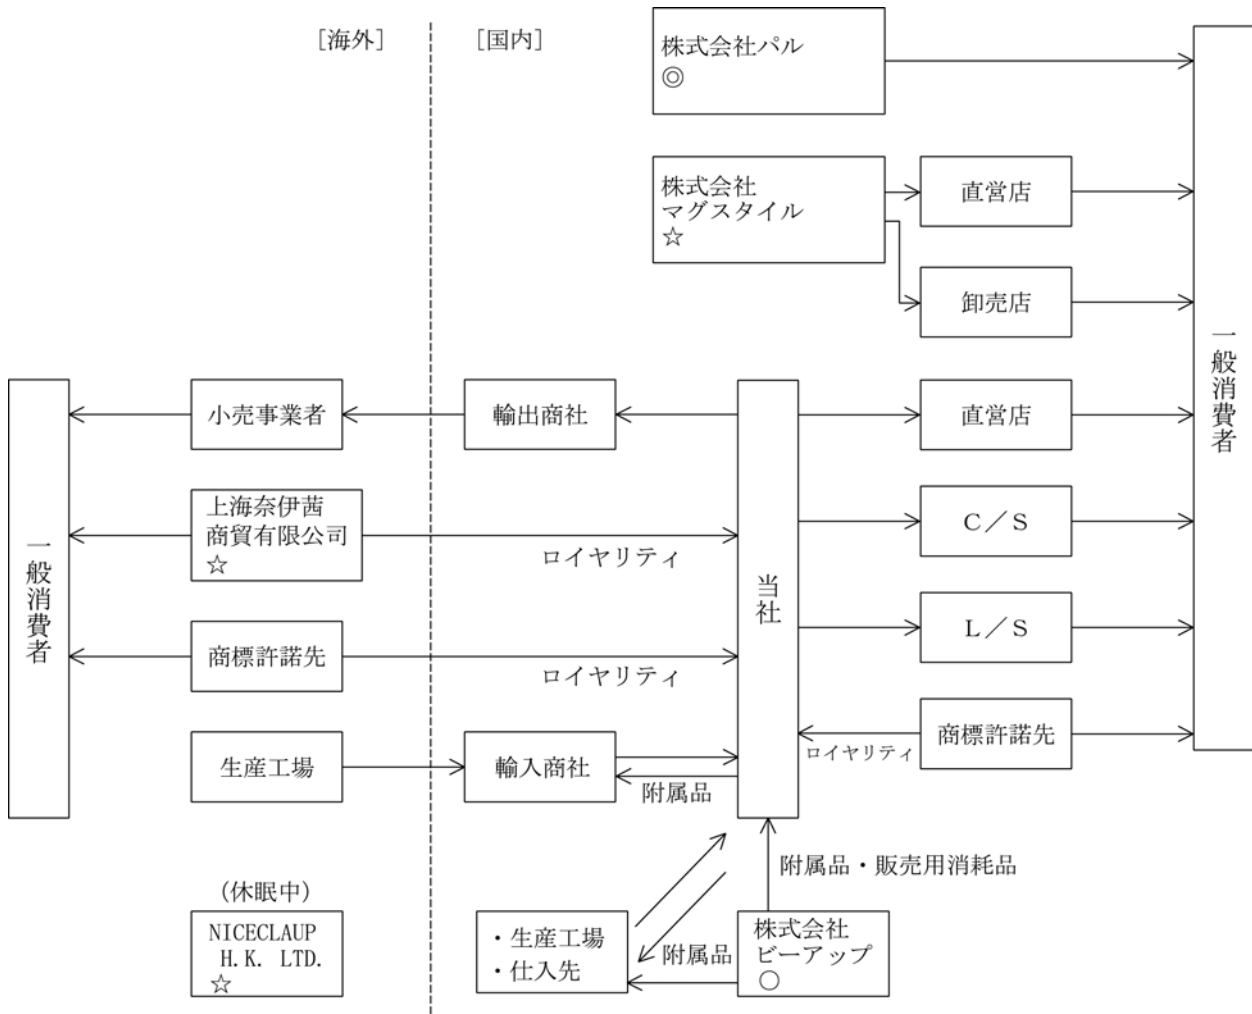 [海外]
[国内]
株式会社パル
◎
株式会社
マグスタイル
☆
直営店
卸売店
一般消費者
小売事業者
輸出商社
直営店
上海奈伊茜
商貿有限公司
☆
ロイヤリティ
C/S
一般消費者
当社
L/S
商標許諾先
ロイヤリティ
商標許諾先
ロイヤリティ
生産工場
輸入商社
附属品
附属品・販売用消耗品
(休眠中)
NICECLAUP
H.K. LTD.
☆
・生産工場
・仕入先
附属品
株式会社
ビーアップ
○